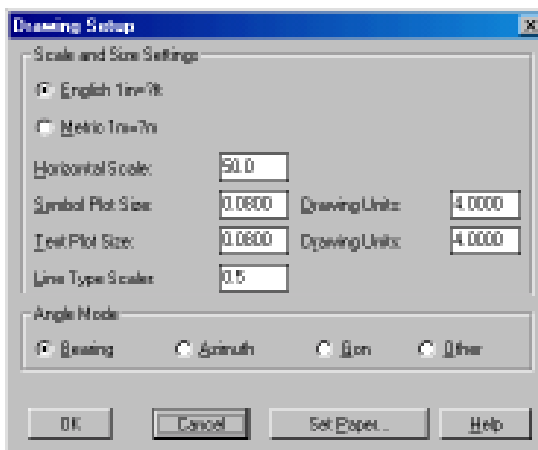 Drawing Setup
Scale and Size Settings
English 1in=?ft
Metric 1m=?m
Horizontal Scale: 50.0
Symbol Plot Size: 0.0800 Drawing Units: 4.0000
Text Plot Size: 0.0800 Drawing Units: 4.0000
Line Type Scaler: 0.5
Angle Mode
Bearing Azimuth Gon Other
OK Cancel Set Paper... Help